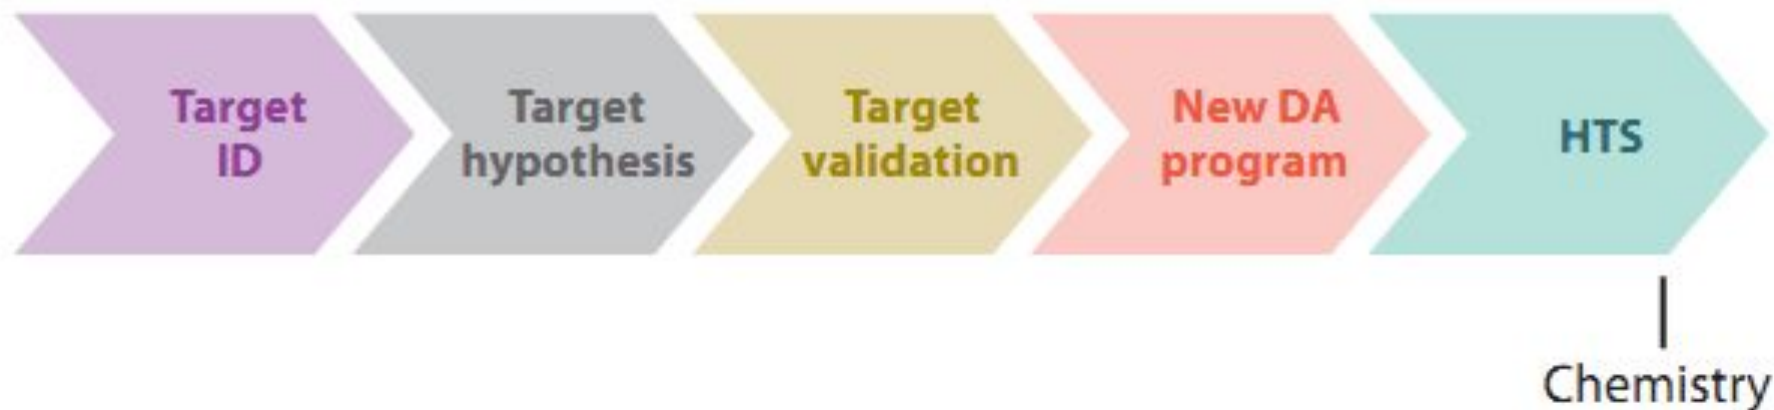 Target
ID
Target
hypothesis
Target
validation
New DA
program
HTS
Chemistry